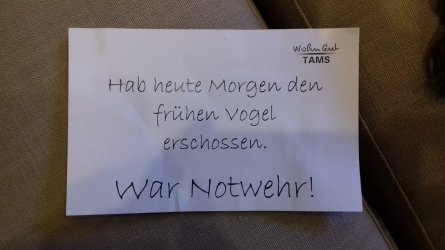 Wohn Gut
TAMS
Hab heute Morgen den
frühen Vogel
erschossen.
War Notwehr!